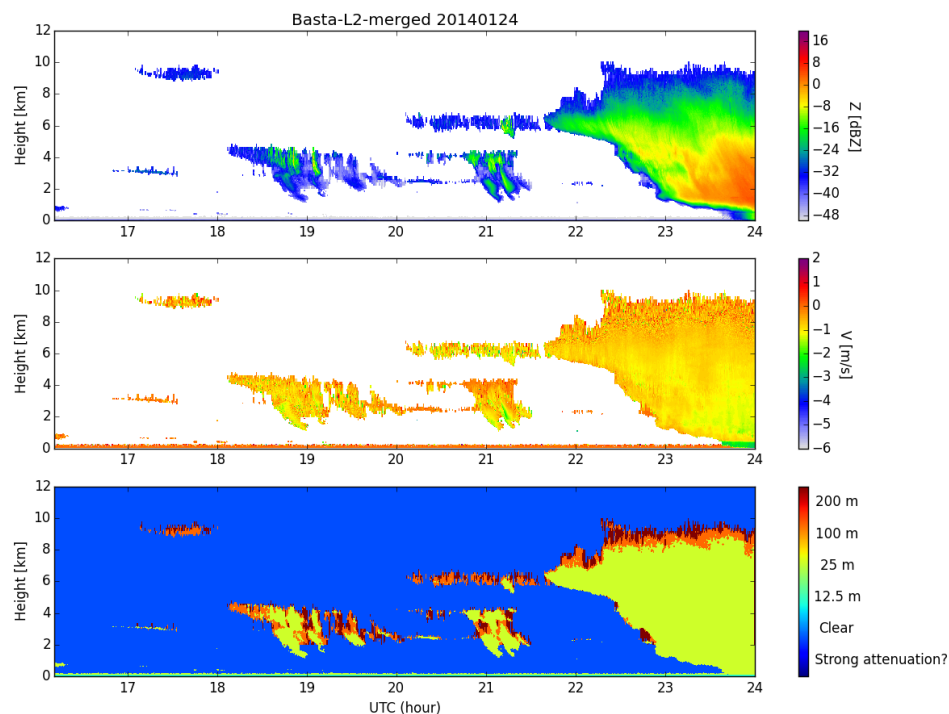 Basta-L2-merged 20140124
12
10
8
6
4
2
0
Height [km]
17 18 19 20 21 22 23 24
16
8
0
−8
−16
−24
−32
−40
−48
Z [dBZ]
12
10
8
6
4
2
0
Height [km]
17 18 19 20 21 22 23 24
2
1
0
−1
−2
−3
−4
−5
−6
V [m/s]
12
10
8
6
4
2
0
Height [km]
17 18 19 20 21 22 23 24
UTC (hour)
200 m
100 m
25 m
12.5 m
Clear
Strong attenuation?